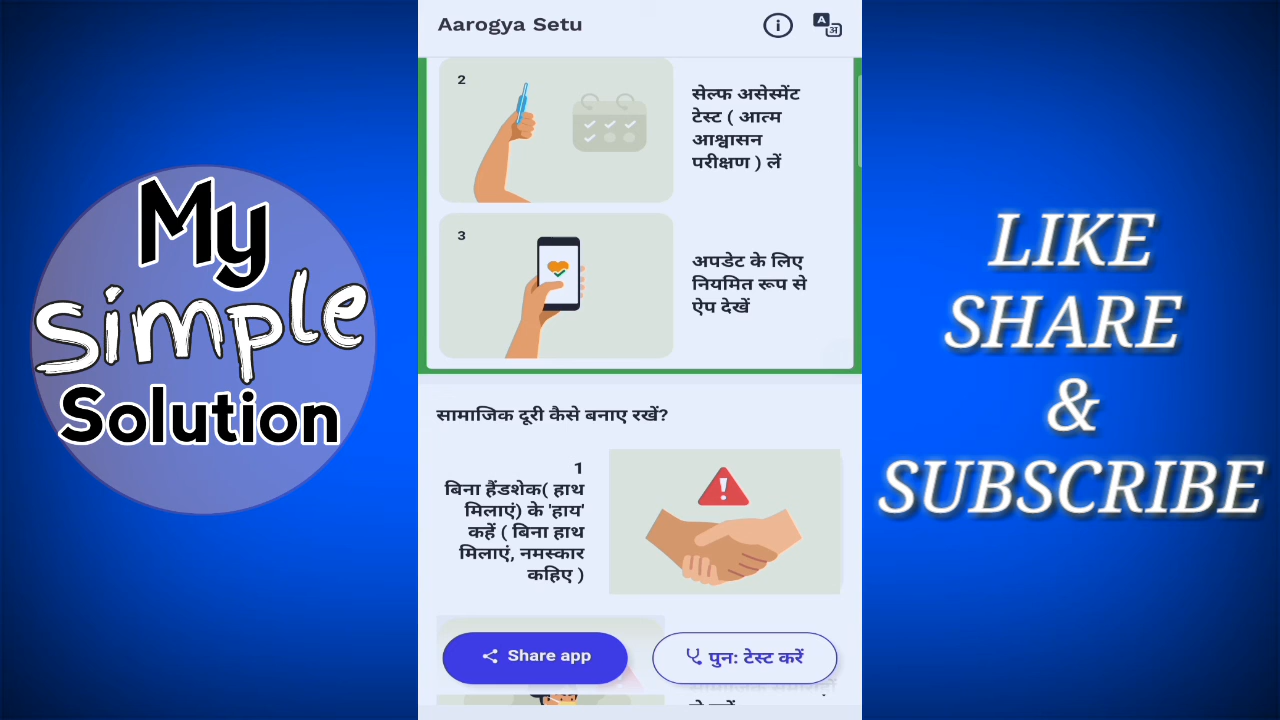 My
Simple
Solution
Aarogya Setu
A अ
2
सेल्फ असेस्मेंट
टेस्ट ( आत्म
आश्वासन
परीक्षण ) लें
3
अपडेट के लिए
नियमित रूप से
ऐप देखें
सामाजिक दूरी कैसे बनाए रखें?
1
बिना हैंडशेक( हाथ
मिलाएं) के 'हाय'
कहें ( बिना हाथ
मिलाएं, नमस्कार
कहिए )
Share app
पुन: टेस्ट करें
LIKE
SHARE
&
SUBSCRIBE